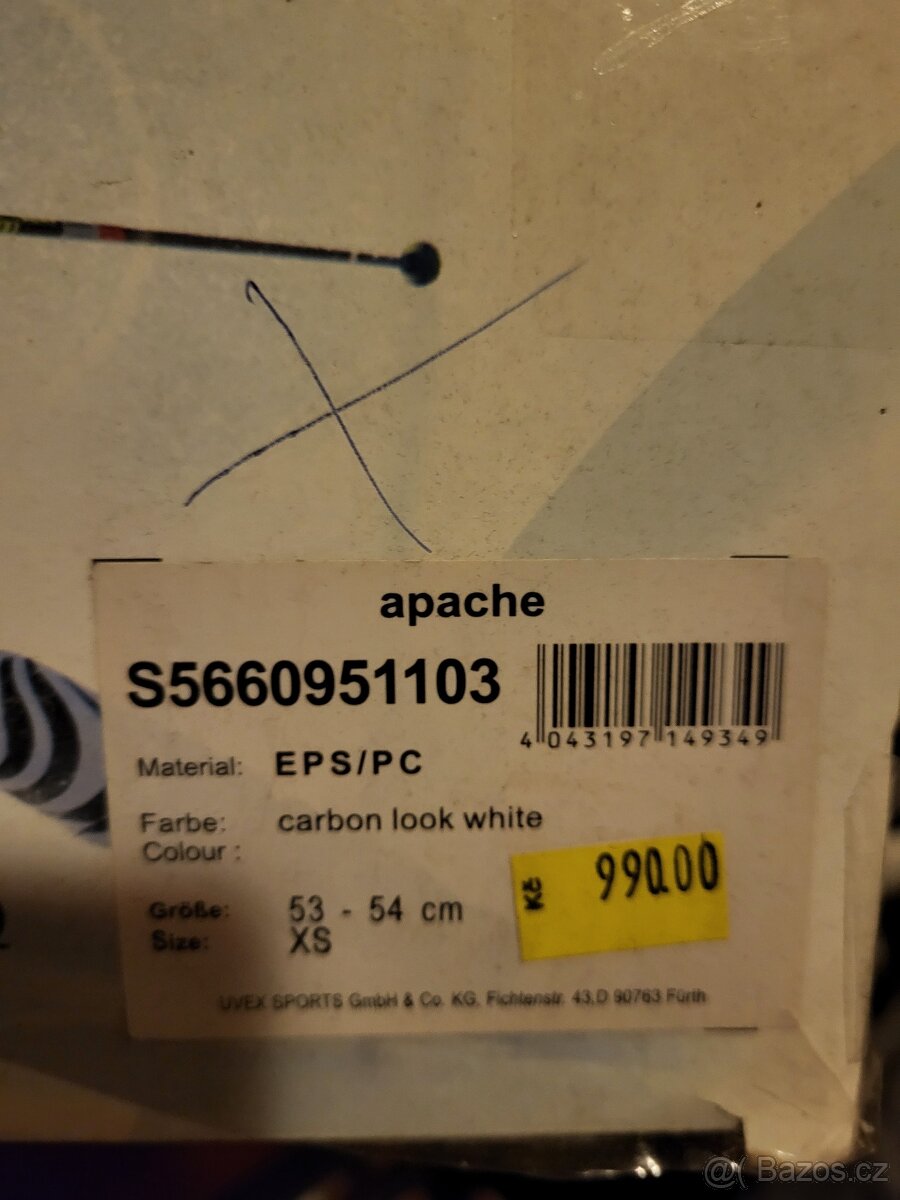 apache
S5660951103
4 043197 149349
Material: EPS/PC
Farbe: carbon look white
Colour :
Kč 990.00
Größe: 53 - 54 cm
Size: XS
UVEX SPORTS GmbH & Co. KG, Fichtenstr. 43,D 90763 Fürth
@( Bazos.cz